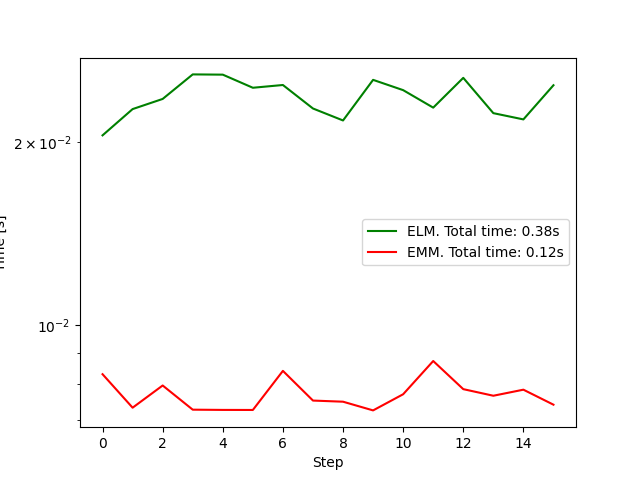 2 × 10⁻²
10⁻²
Time [s]
ELM. Total time: 0.38s
EMM. Total time: 0.12s
0 2 4 6 8 10 12 14
Step